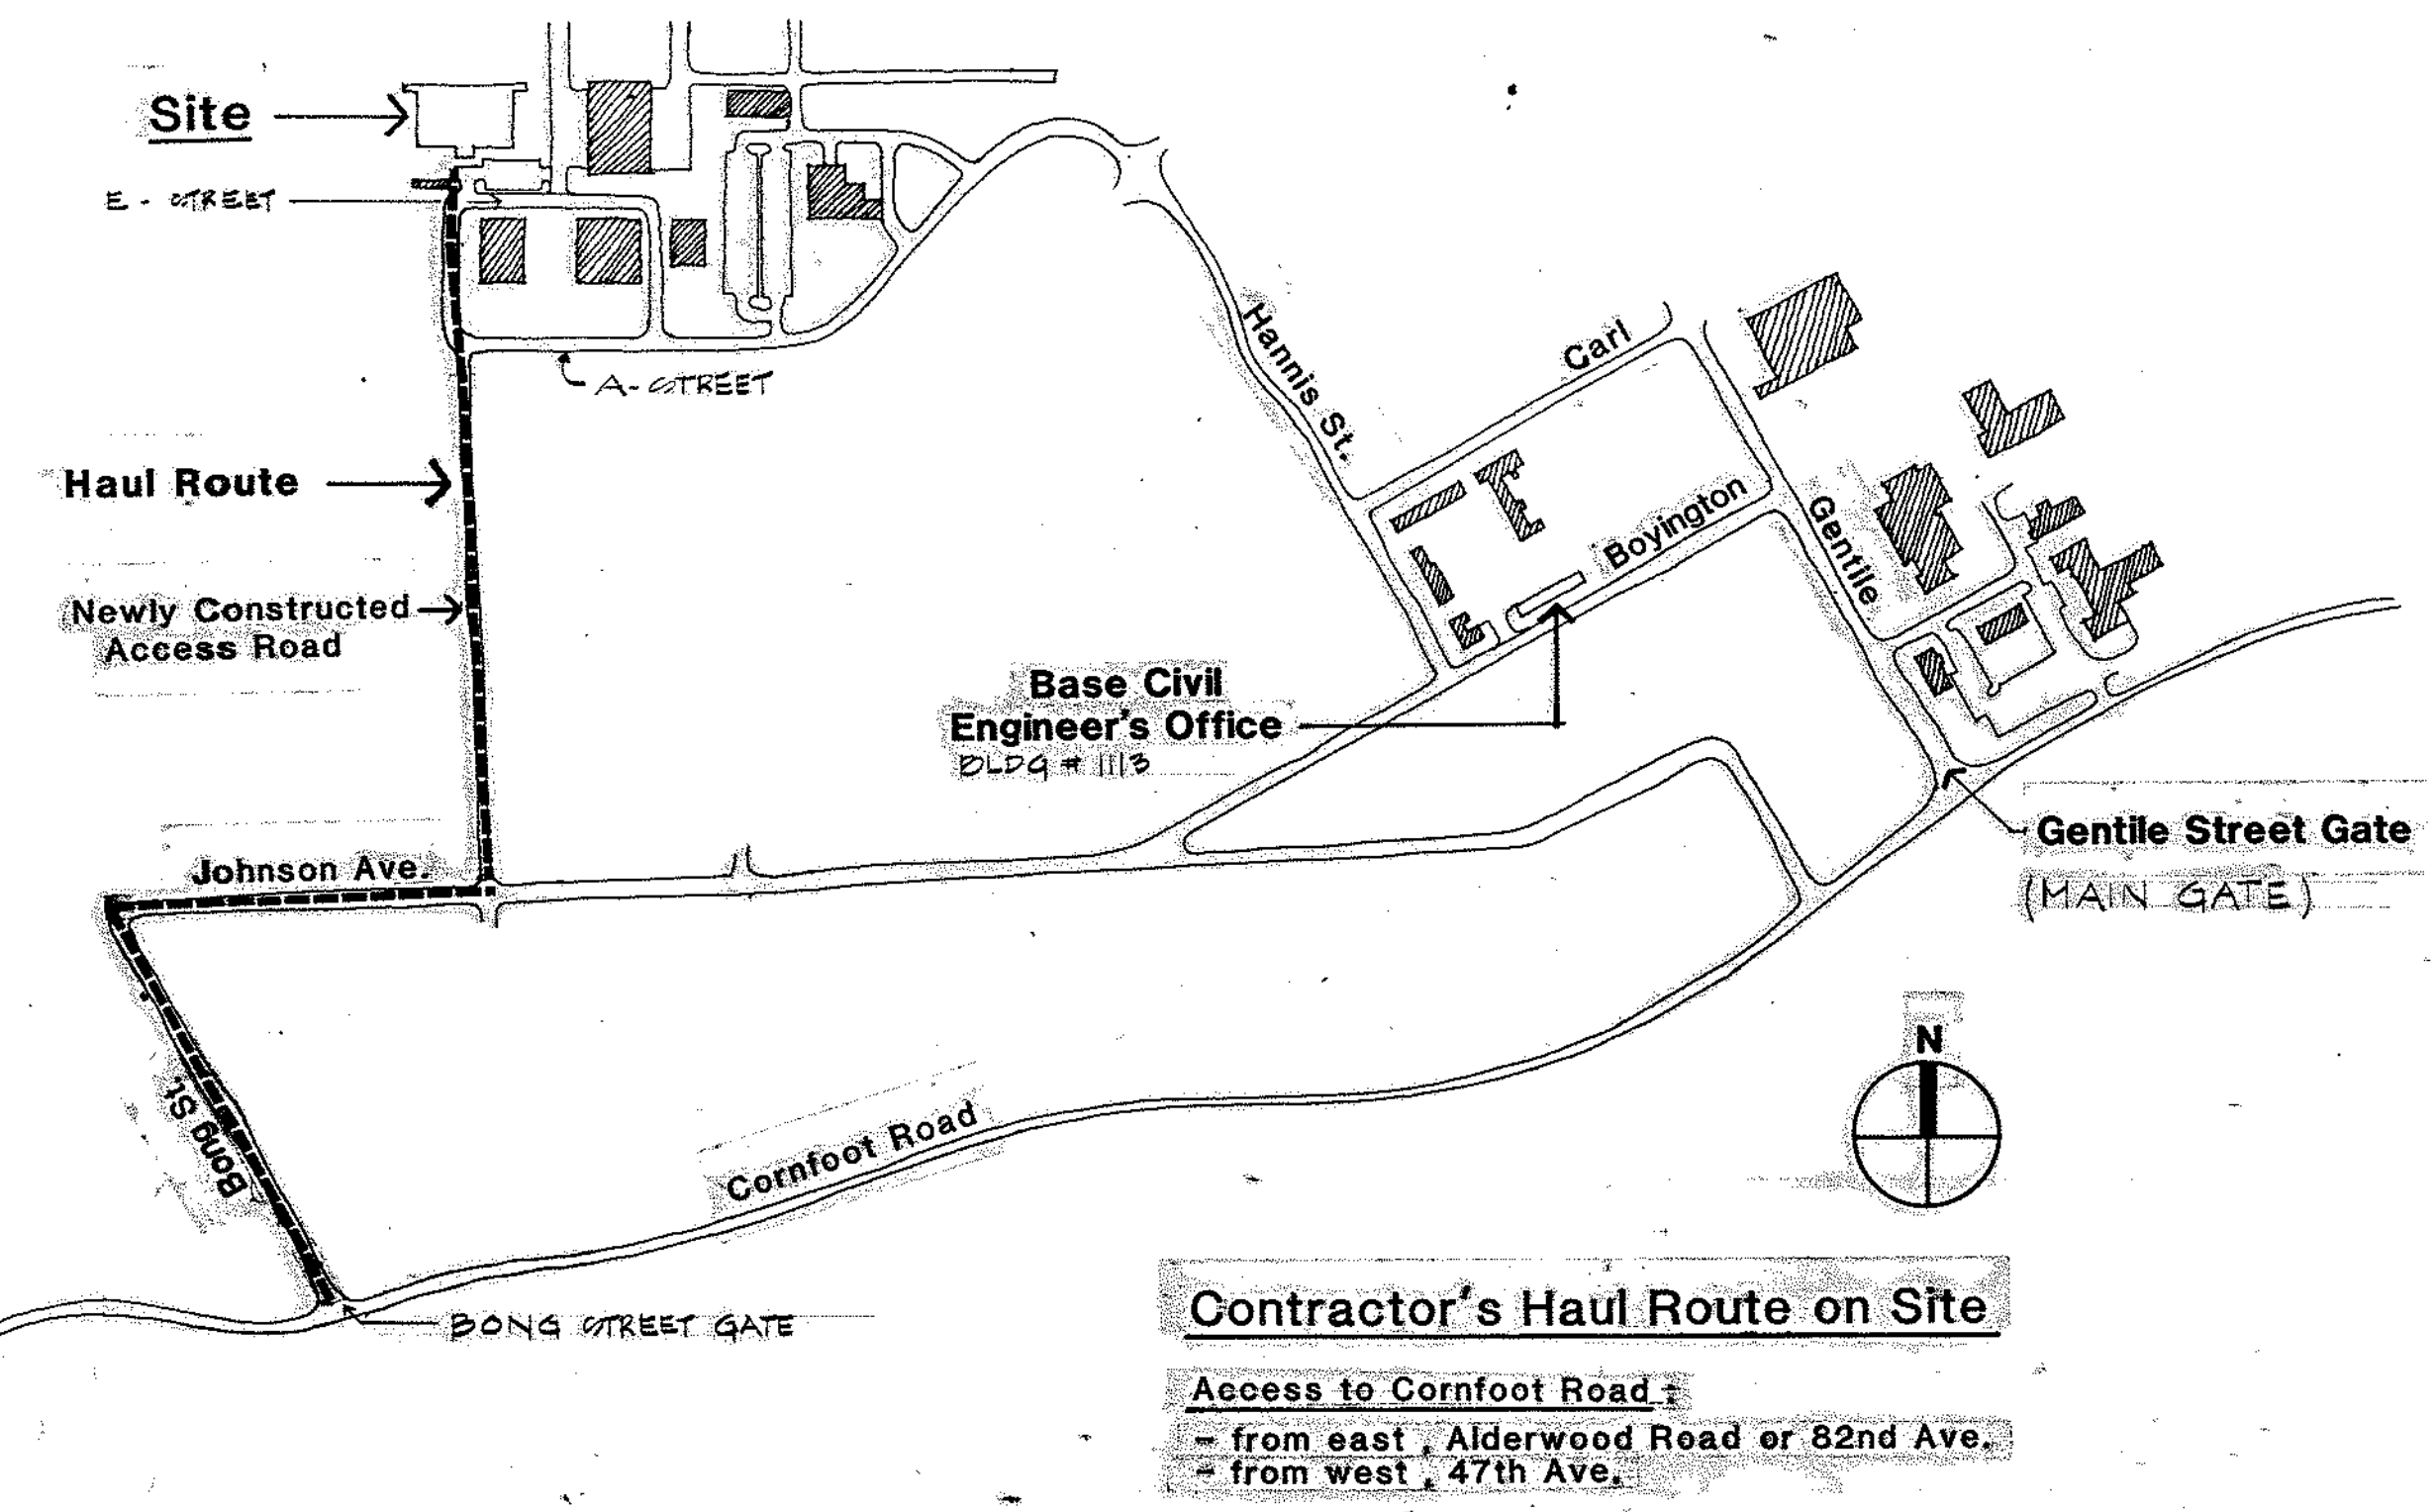 Site
E - STREET
A-STREET
Hannis St.
Carl
Haul Route
Boyington
Gentile
Newly Constructed
Access Road
Base Civil
Engineer's Office
BLDG # 1113
Gentile Street Gate
(MAIN GATE)
Johnson Ave.
N
Bong St.
Cornfoot Road
BONG STREET GATE
Contractor's Haul Route on Site
Access to Cornfoot Road :
- from east , Alderwood Road or 82nd Ave.
- from west , 47th Ave.